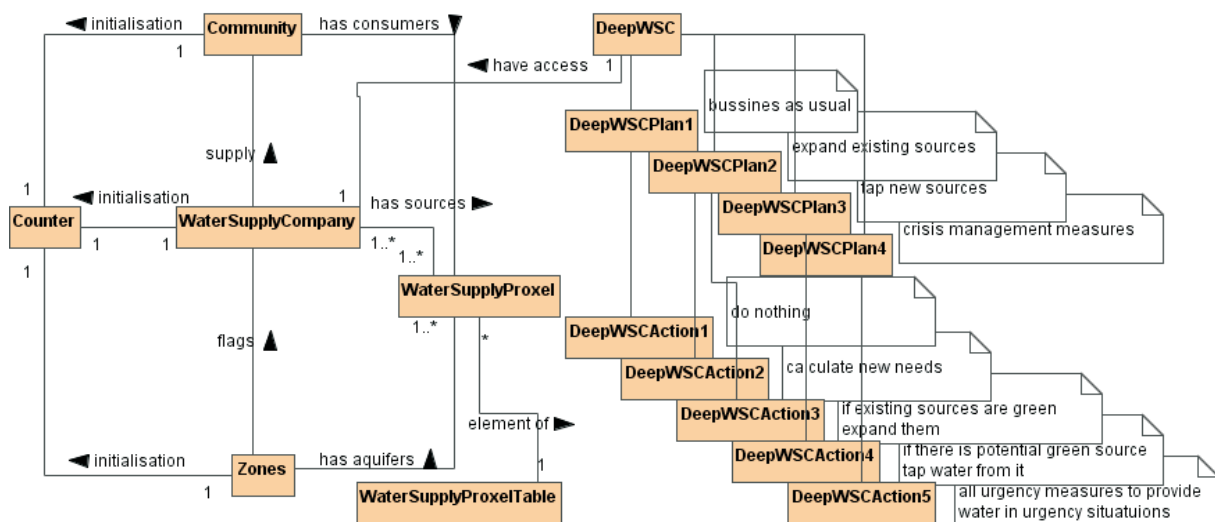 initialisation
Community
has consumers
DeepWSC
1
1
have access
bussines as usual
DeepWSCPlan1
expand existing sources
supply
DeepWSCPlan2
tap new sources
1
initialisation
1
has sources
DeepWSCPlan3
Counter
WaterSupplyCompany
crisis management measures
1
1
1..*
1..*
DeepWSCPlan4
1
WaterSupplyProxel
do nothing
1..*
*
DeepWSCAction1
flags
DeepWSCAction2
calculate new needs
DeepWSCAction3
if existing sources are green
expand them
element of
initialisation
Zones
has aquifers
DeepWSCAction4
if there is potential green source
tap water from it
1
1
WaterSupplyProxelTable
DeepWSCAction5
all urgency measures to provide
water in urgency situatuions